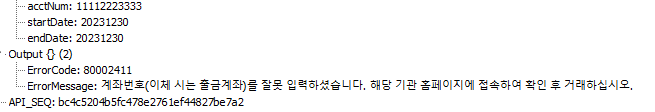 acctNum: 11112223333
startDate: 20231230
endDate: 20231230
Output {} (2)
ErrorCode: 80002411
ErrorMessage: 계좌번호(이체 시는 출금계좌)를 잘못 입력하셨습니다. 해당 기관 홈페이지에 접속하여 확인 후 거래하십시오.
API_SEQ: bc4c5204b5fc478e2761ef44827be7a2